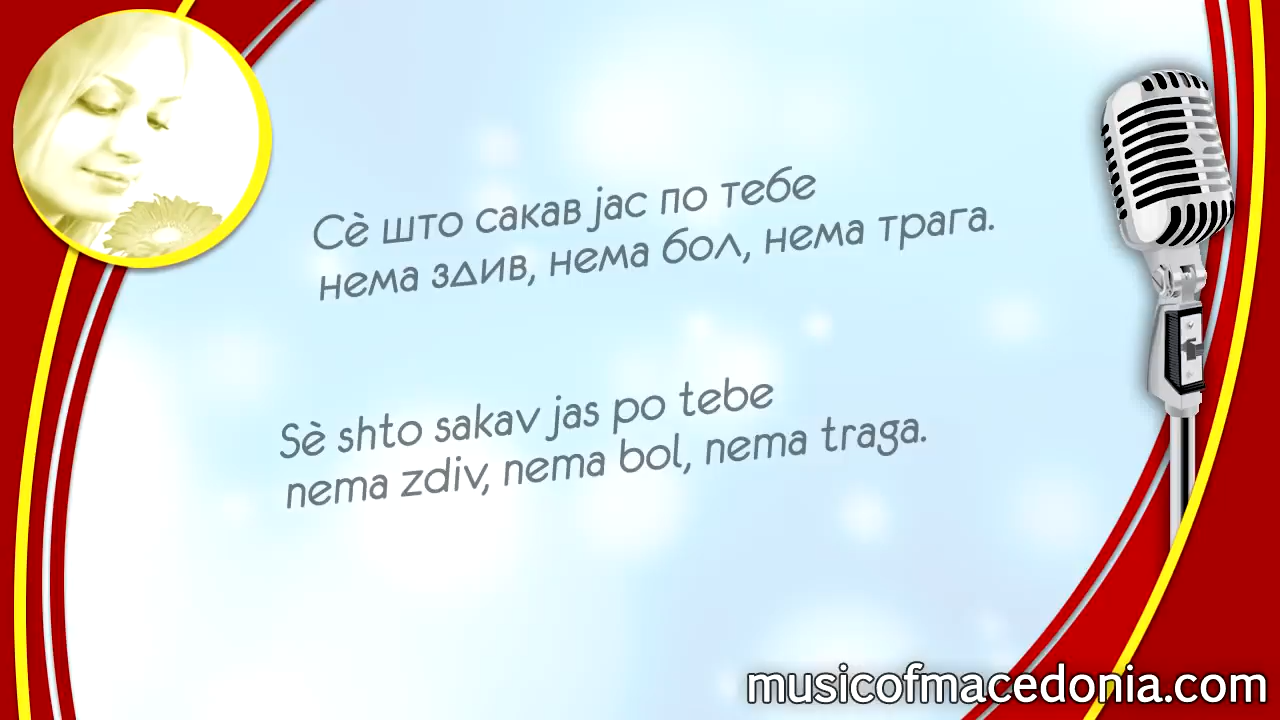 Сѐ што сакав јас по тебе
нема здив, нема бол, нема трага.
Sè shto sakav jas po tebe
nema zdiv, nema bol, nema traga.
musicofmacedonia.com